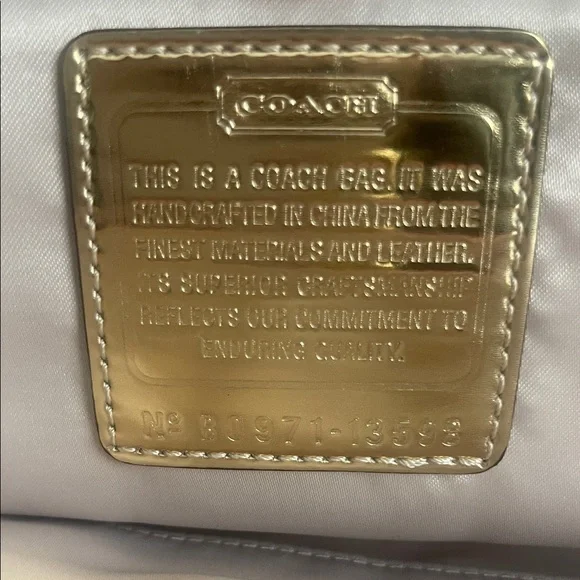 COACH
THIS IS A COACH BAG. IT WAS
HANDCRAFTED IN CHINA FROM THE
FINEST MATERIALS AND LEATHER.
ITS SUPERIOR CRAFTSMANSHIP
REFLECTS OUR COMMITMENT TO
ENDURING QUALITY.
Nº